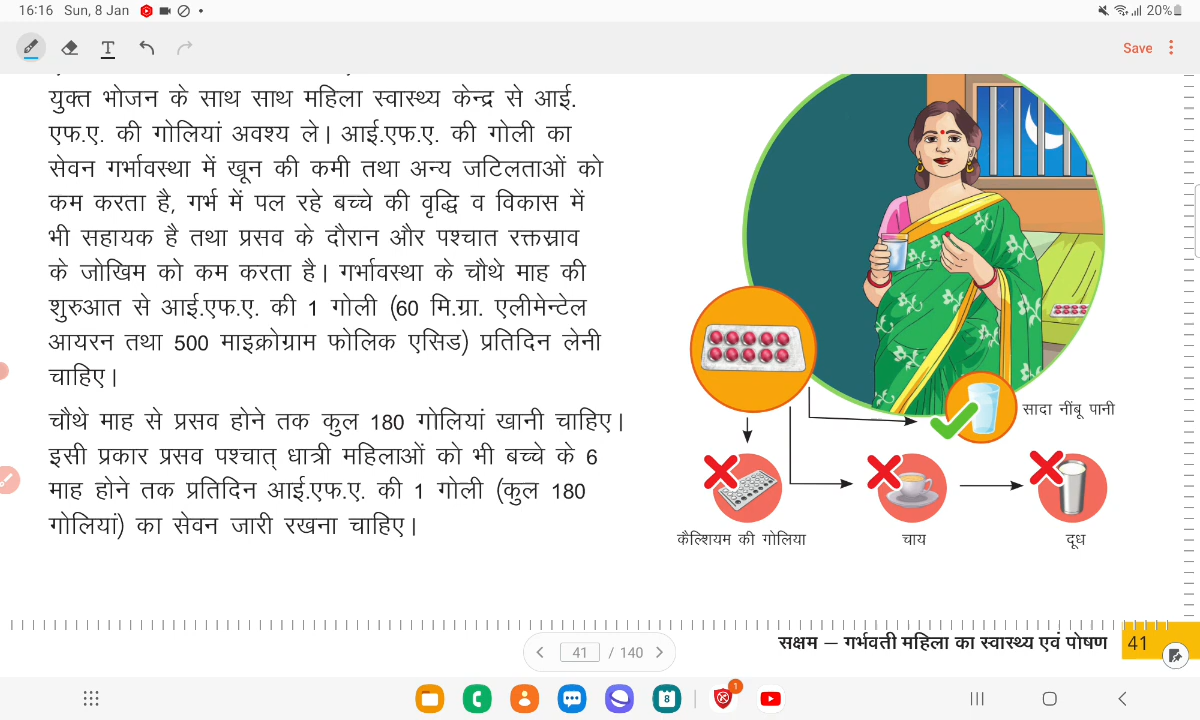 16:16 Sun, 8 Jan
20%
T
Save
युक्त भोजन के साथ साथ महिला स्वास्थ्य केन्द्र से आई.
एफ.ए. की गोलियां अवश्य ले। आई.एफ.ए. की गोली का
सेवन गर्भावस्था में खून की कमी तथा अन्य जटिलताओं को
कम करता है, गर्भ में पल रहे बच्चे की वृद्धि व विकास में
भी सहायक है तथा प्रसव के दौरान और पश्चात रक्तस्राव
के जोखिम को कम करता है। गर्भावस्था के चौथे माह की
शुरुआत से आई.एफ.ए. की 1 गोली (60 मि.ग्रा. एलीमेन्टेल
आयरन तथा 500 माइक्रोग्राम फोलिक एसिड) प्रतिदिन लेनी
चाहिए।
चौथे माह से प्रसव होने तक कुल 180 गोलियां खानी चाहिए।
इसी प्रकार प्रसव पश्चात् धात्री महिलाओं को भी बच्चे के 6
माह होने तक प्रतिदिन आई.एफ.ए. की 1 गोली (कुल 180
गोलियां) का सेवन जारी रखना चाहिए।
सादा नींबू पानी
कैल्शियम की गोलिया
चाय
दूध
सक्षम – गर्भवती महिला का स्वास्थ्य एवं पोषण 41
41 / 140
8
1